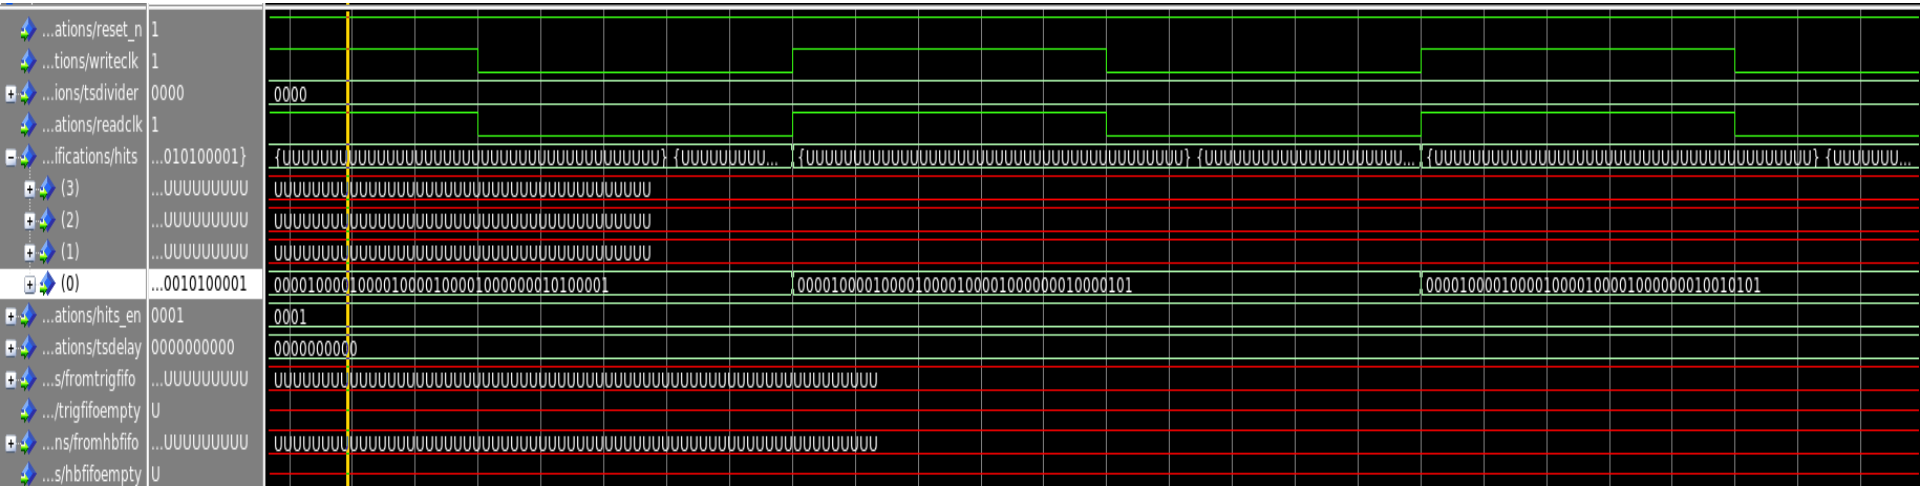 ...ations/reset_n 1
...tions/writeclk 1
...ions/tsdivider 0000 0000
...ations/readclk 1
...ifications/hits ...010100001} {UUUUUUUUUUUUUUUUUUUUUUUUUUUUUUUUUUUUUUUU} {UUUUUUUUU... {UUUUUUUUUUUUUUUUUUUUUUUUUUUUUUUUUUUUUUUU} {UUUUUUUUUUUUUUUUUUUUU... {UUUUUUUUUUUUUUUUUUUUUUUUUUUUUUUUUUUUUUUU} {UUUUUUU...
(3) ...UUUUUUUUU UUUUUUUUUUUUUUUUUUUUUUUUUUUUUUUUUUUUUUUU
(2) ...UUUUUUUUU UUUUUUUUUUUUUUUUUUUUUUUUUUUUUUUUUUUUUUUU
(1) ...UUUUUUUUU UUUUUUUUUUUUUUUUUUUUUUUUUUUUUUUUUUUUUUUU
(0) ...0010100001 0000100001000010000100001000000010100001 0000100001000010000100001000000010000101 0000100001000010000100001000000010010101
...ations/hits_en 0001 0001
...ations/tsdelay 0000000000 0000000000
...s/fromtrigfifo ...UUUUUUUUU UUUUUUUUUUUUUUUUUUUUUUUUUUUUUUUUUUUUUUUUUUUUUUUUUUUUUUUUUUUUUUUU
.../trigfifoempty U
...ns/fromhbfifo ...UUUUUUUUU UUUUUUUUUUUUUUUUUUUUUUUUUUUUUUUUUUUUUUUUUUUUUUUUUUUUUUUUUUUUUUUU
...s/hbfifoempty U